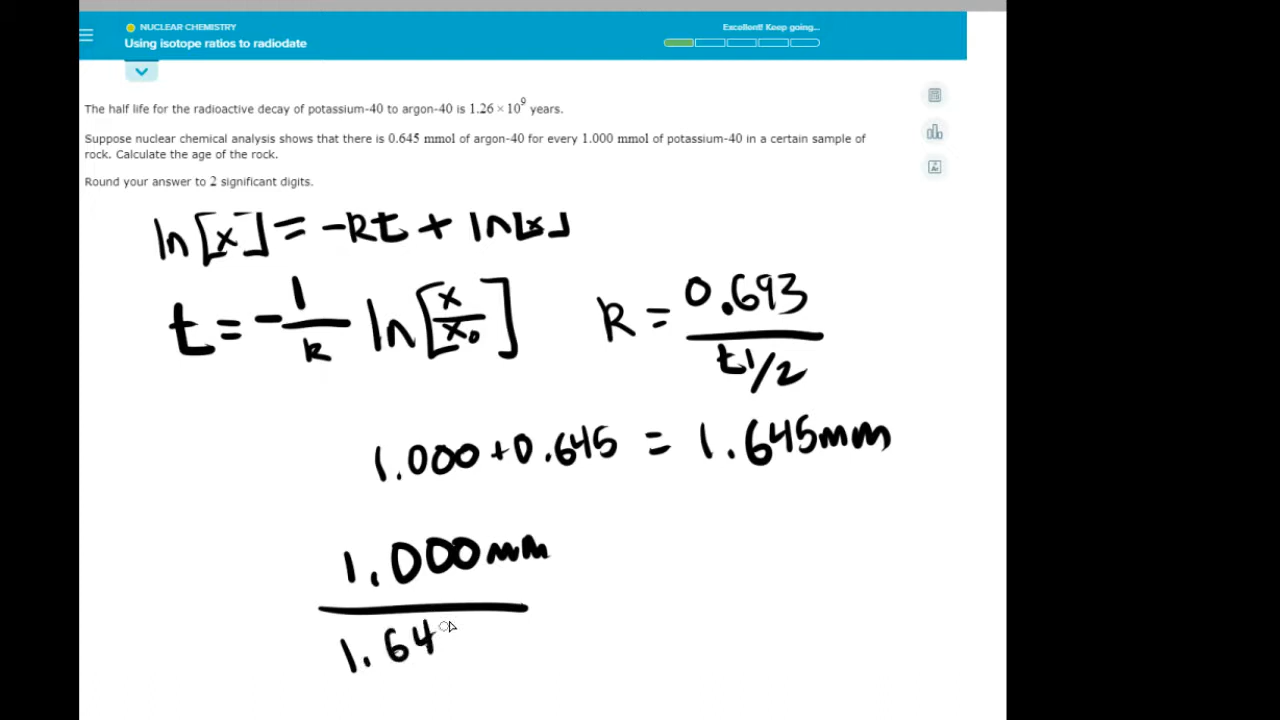 NUCLEAR CHEMISTRY
Using isotope ratios to radiodate
Excellent! Keep going...
The half life for the radioactive decay of potassium-40 to argon-40 is 1.26 × 10⁹ years.
Suppose nuclear chemical analysis shows that there is 0.645 mmol of argon-40 for every 1.000 mmol of potassium-40 in a certain sample of
rock. Calculate the age of the rock.
Round your answer to 2 significant digits.
Ar
ln[x] = -kt + ln[x]
t = -1/k ln[x/x₀]
k = 0.693/t1/2
1.000+0.645 = 1.645mm
1.000mm
1.64